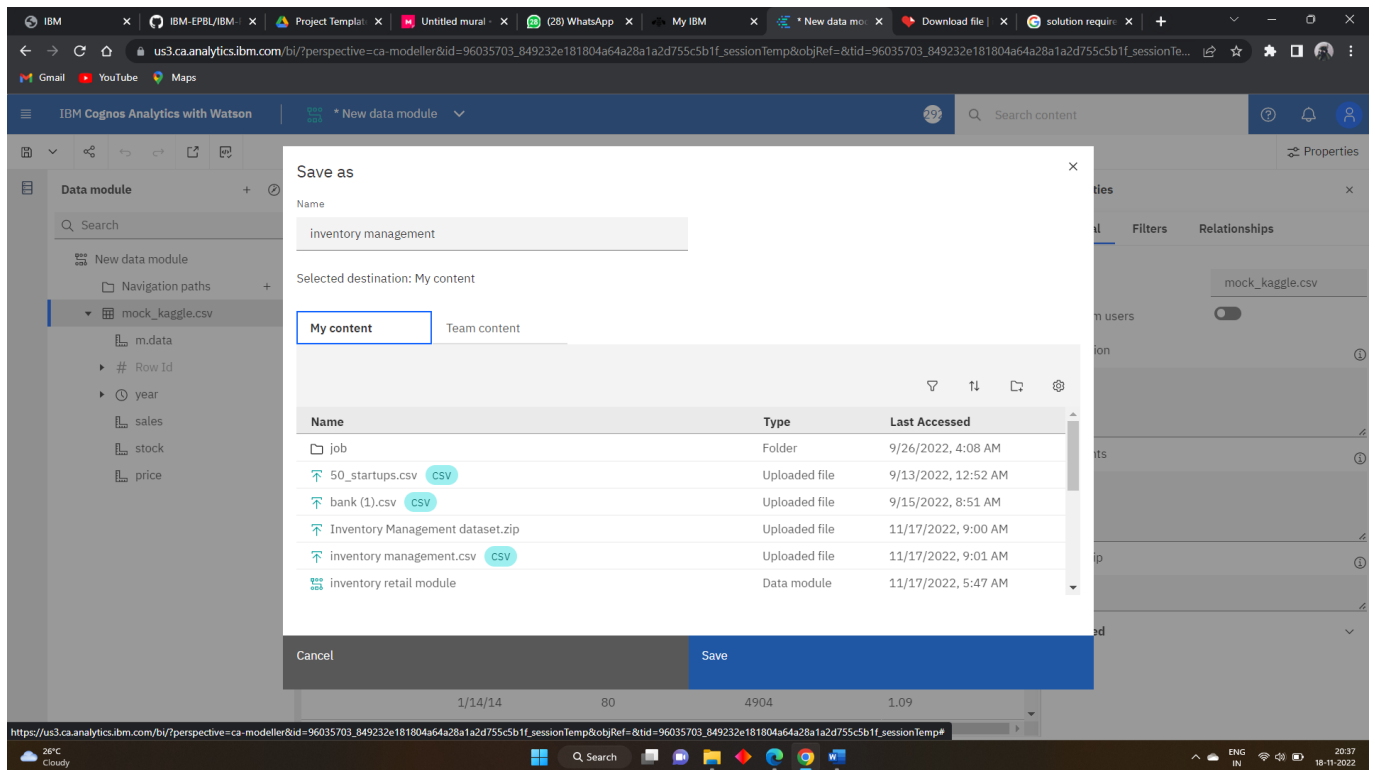 IBM
IBM-EPBL/IBM-
Project Templat
Untitled mural
(28) WhatsApp
My IBM
* New data mod
Download file |
solution require
us3.ca.analytics.ibm.com/bi/?perspective=ca-modeller&id=96035703_849232e181804a64a28a1a2d755c5b1f_sessionTemp&objRef=&tid=96035703_849232e181804a64a28a1a2d755c5b1f_sessionTe...
Gmail YouTube Maps
IBM Cognos Analytics with Watson
* New data module
292
Search content
Properties
Data module
Search
New data module
Navigation paths
mock_kaggle.csv
m.data
Row Id
year
sales
stock
price
Save as
Name
inventory management
Selected destination: My content
My content Team content
Name Type Last Accessed
job Folder 9/26/2022, 4:08 AM
50_startups.csv CSV Uploaded file 9/13/2022, 12:52 AM
bank (1).csv CSV Uploaded file 9/15/2022, 8:51 AM
Inventory Management dataset.zip Uploaded file 11/17/2022, 9:00 AM
inventory management.csv CSV Uploaded file 11/17/2022, 9:01 AM
inventory retail module Data module 11/17/2022, 5:47 AM
Cancel Save
ties
al Filters Relationships
mock_kaggle.csv
m users
ion
nts
ip
ed
1/14/14 80 4904 1.09
https://us3.ca.analytics.ibm.com/bi/?perspective=ca-modeller&id=96035703_849232e181804a64a28a1a2d755c5b1f_sessionTemp&objRef=&tid=96035703_849232e181804a64a28a1a2d755c5b1f_sessionTemp#
26°C
Cloudy
Search
ENG
IN
20:37
18-11-2022